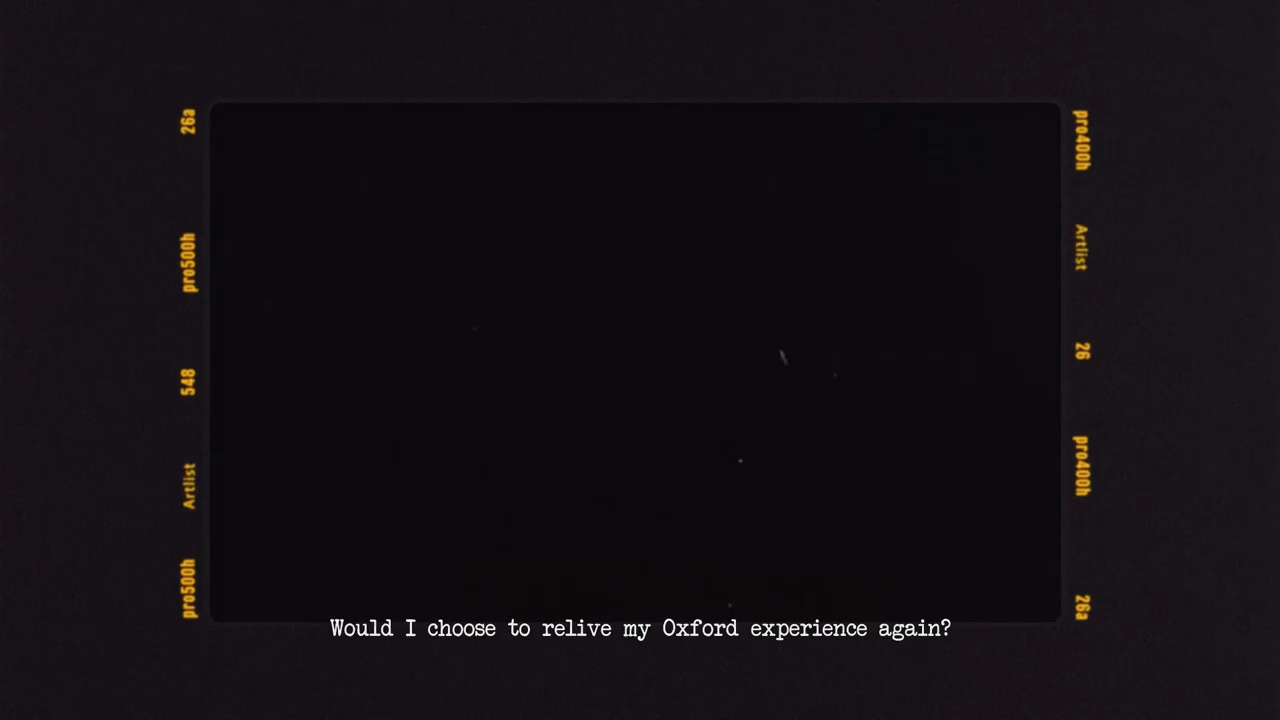 26a
pro500h
548
Artlist
pro500h
pro400h
Artlist
26
pro400h
26a
Would I choose to relive my Oxford experience again?